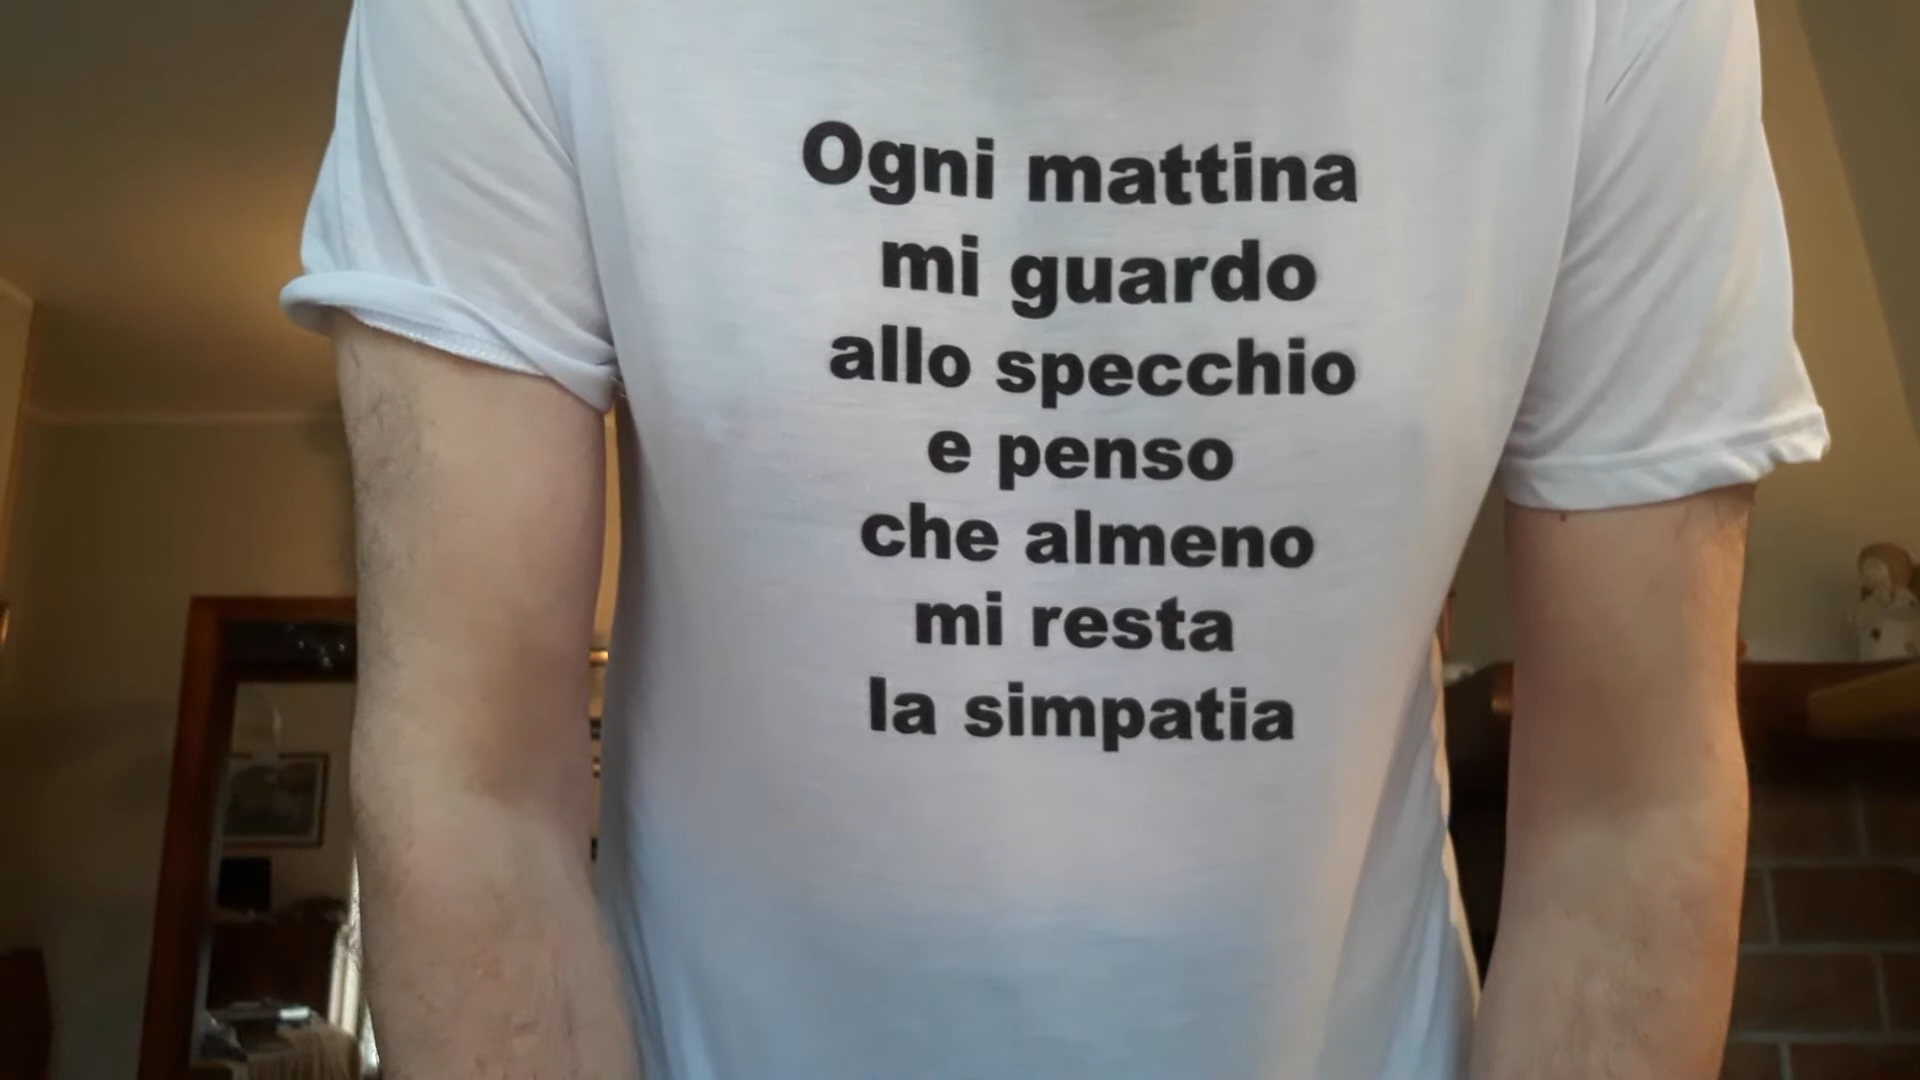 Ogni mattina
mi guardo
allo specchio
e penso
che almeno
mi resta
la simpatia